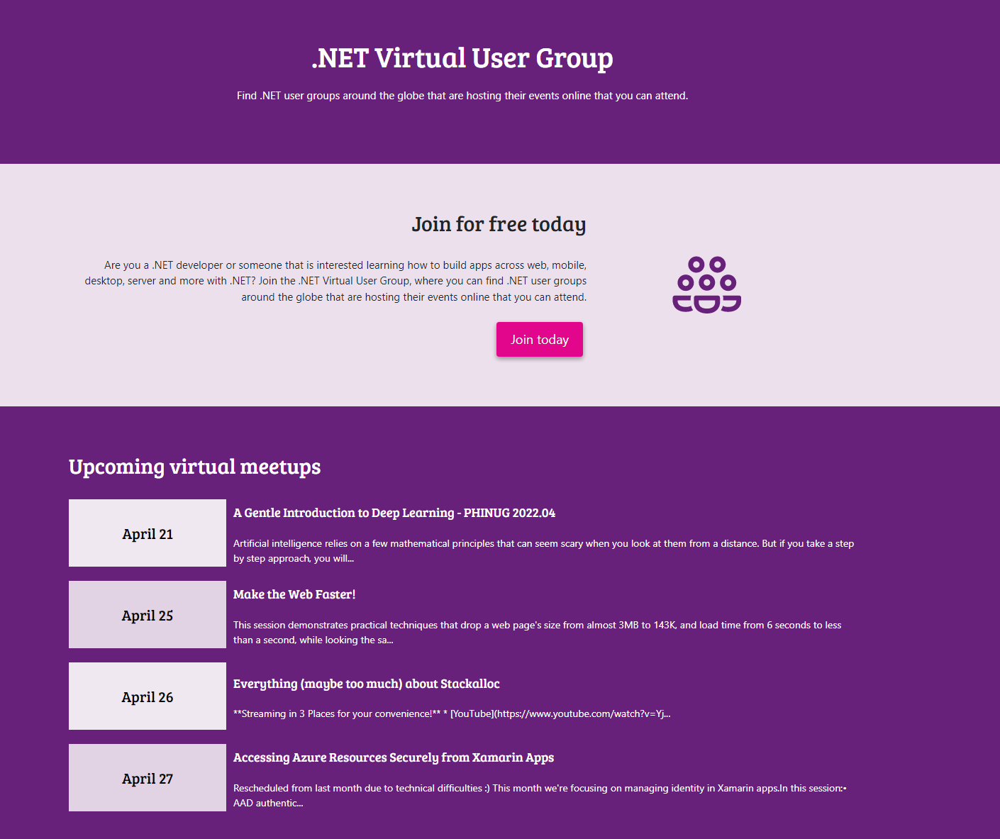 .NET Virtual User Group
Find .NET user groups around the globe that are hosting their events online that you can attend.
Join for free today
Are you a .NET developer or someone that is interested learning how to build apps across web, mobile,
desktop, server and more with .NET? Join the .NET Virtual User Group, where you can find .NET user groups
around the globe that are hosting their events online that you can attend.
Join today
Upcoming virtual meetups
April 21
A Gentle Introduction to Deep Learning - PHINUG 2022.04
Artificial intelligence relies on a few mathematical principles that can seem scary when you look at them from a distance. But if you take a step
by step approach, you will...
April 25
Make the Web Faster!
This session demonstrates practical techniques that drop a web page's size from almost 3MB to 143K, and load time from 6 seconds to less
than a second, while looking the sa...
April 26
Everything (maybe too much) about Stackalloc
**Streaming in 3 Places for your convenience!** * [YouTube](https://www.youtube.com/watch?v=Yj...
April 27
Accessing Azure Resources Securely from Xamarin Apps
Rescheduled from last month due to technical difficulties :) This month we're focusing on managing identity in Xamarin apps.In this session:•
AAD authentic...